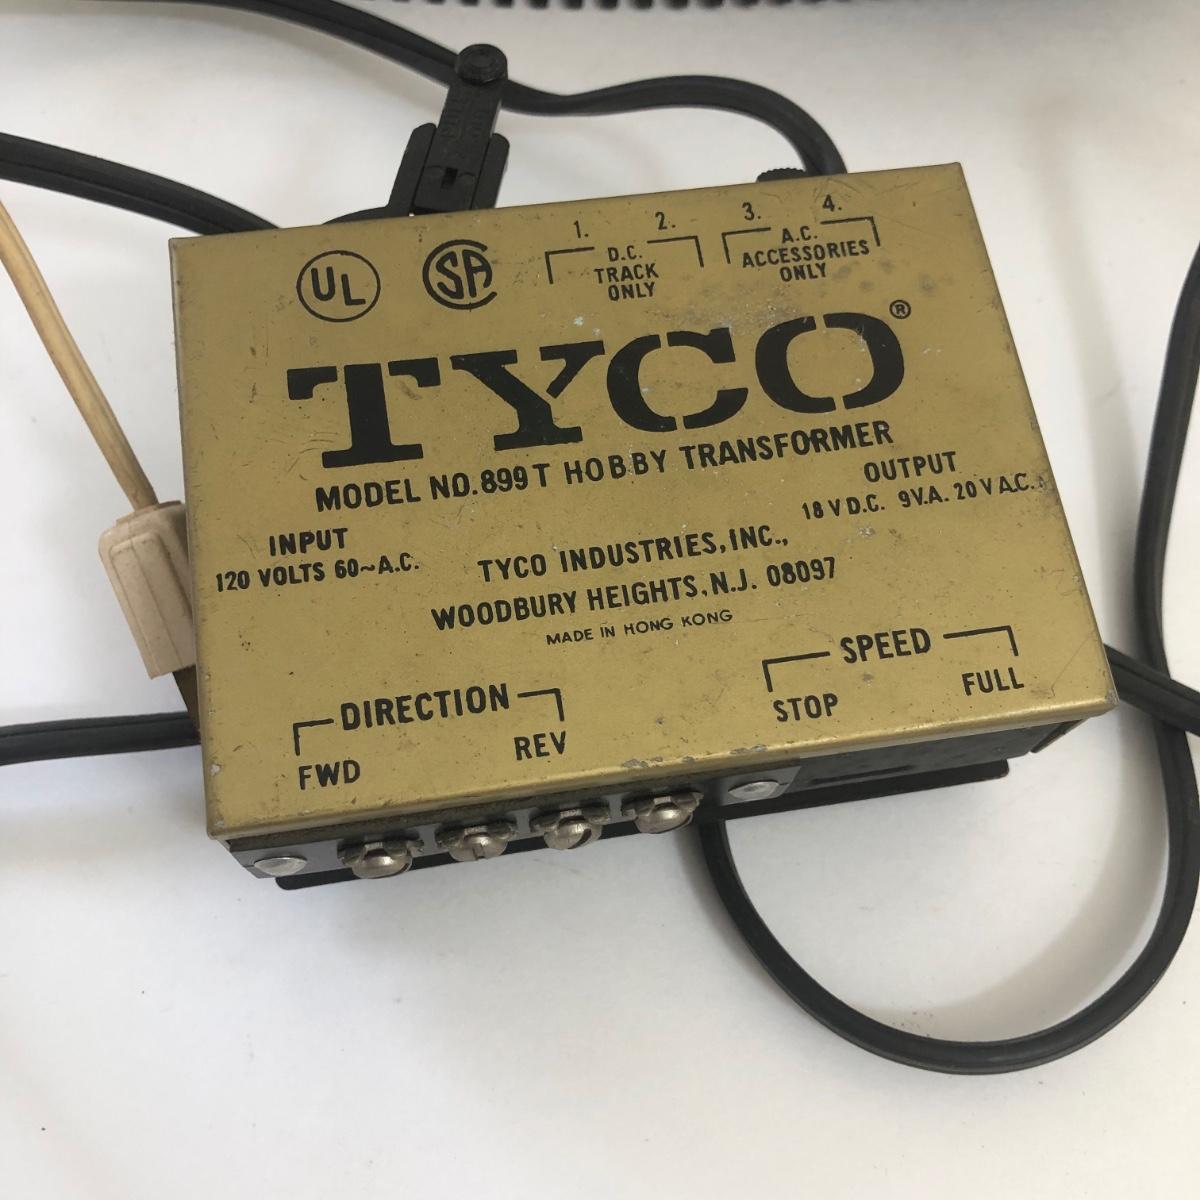 UL
SA
1. 2.
D.C.
TRACK
ONLY
3. 4.
A.C.
ACCESSORIES
ONLY
TYCO®
MODEL NO. 899T HOBBY TRANSFORMER
INPUT
120 VOLTS 60~A.C.
OUTPUT
18 V D.C. 9V.A. 20 V A.C.
TYCO INDUSTRIES, INC.,
WOODBURY HEIGHTS, N.J. 08097
MADE IN HONG KONG
DIRECTION
FWD REV
SPEED
STOP FULL